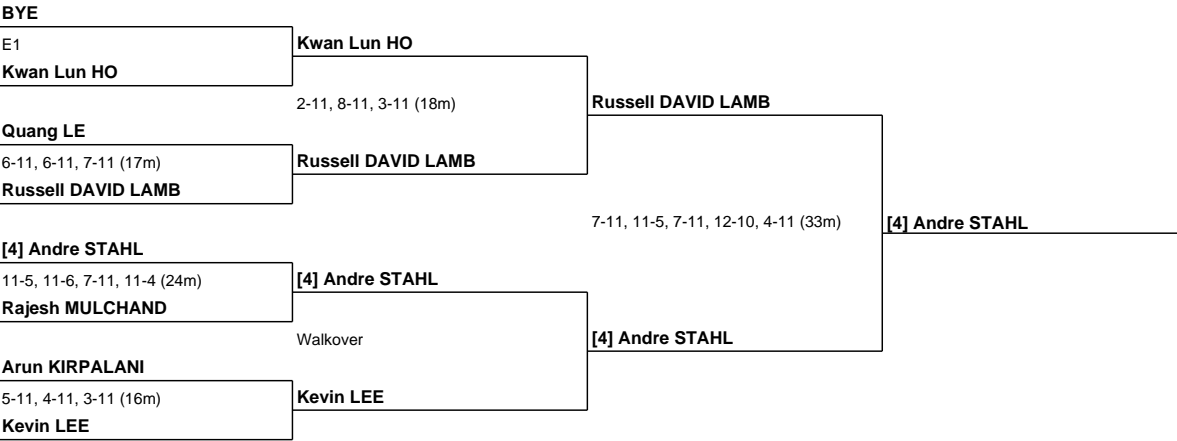 BYE
E1
Kwan Lun HO
Kwan Lun HO
2-11, 8-11, 3-11 (18m)
Russell DAVID LAMB
Quang LE
6-11, 6-11, 7-11 (17m)
Russell DAVID LAMB
Russell DAVID LAMB
7-11, 11-5, 7-11, 12-10, 4-11 (33m)
[4] Andre STAHL
[4] Andre STAHL
11-5, 11-6, 7-11, 11-4 (24m)
[4] Andre STAHL
Rajesh MULCHAND
Walkover
[4] Andre STAHL
Arun KIRPALANI
5-11, 4-11, 3-11 (16m)
Kevin LEE
Kevin LEE